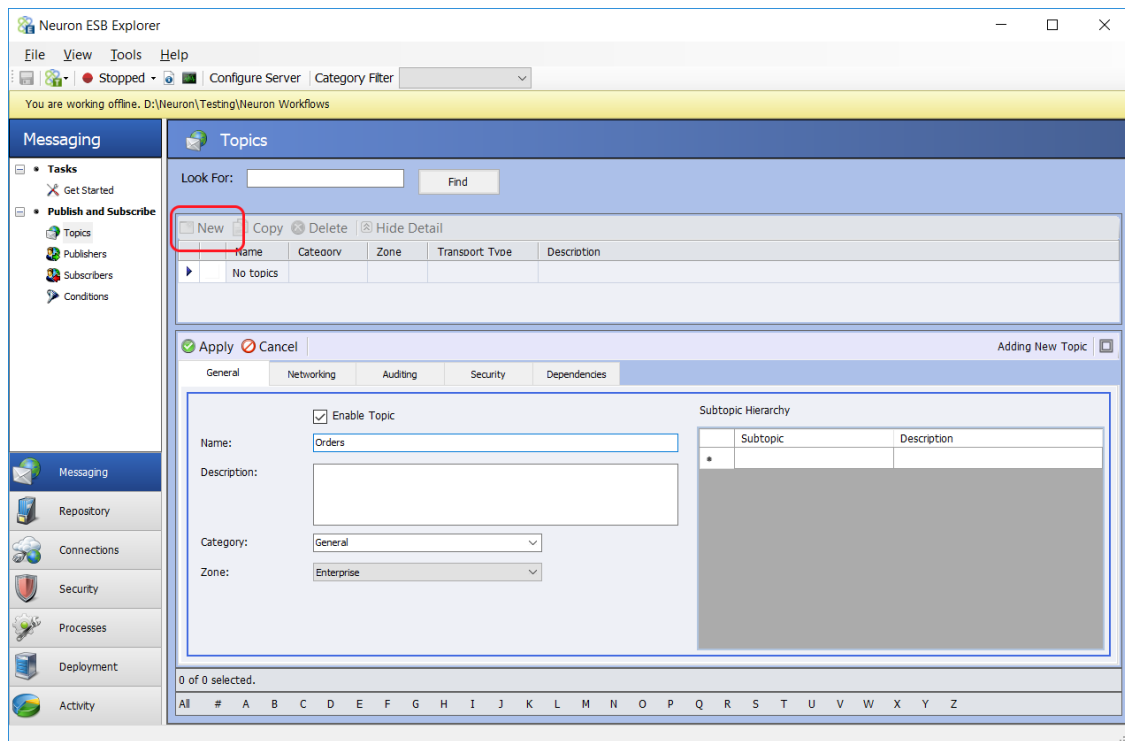 Neuron ESB Explorer
File View Tools Help
Stopped Configure Server Category Filter
You are working offline. D:\Neuron\Testing\Neuron Workflows
Messaging
Topics
Tasks
Get Started
Publish and Subscribe
Topics
Publishers
Subscribers
Conditions
Look For: Find
New Copy Delete Hide Detail
Name Category Zone Transport Type Description
No topics
Apply Cancel Adding New Topic
General Networking Auditing Security Dependencies
Enable Topic
Name: Orders
Description:
Category: General
Zone: Enterprise
Subtopic Hierarchy
Subtopic Description
Messaging
Repository
Connections
Security
Processes
Deployment
Activity
0 of 0 selected.
All # A B C D E F G H I J K L M N O P Q R S T U V W X Y Z